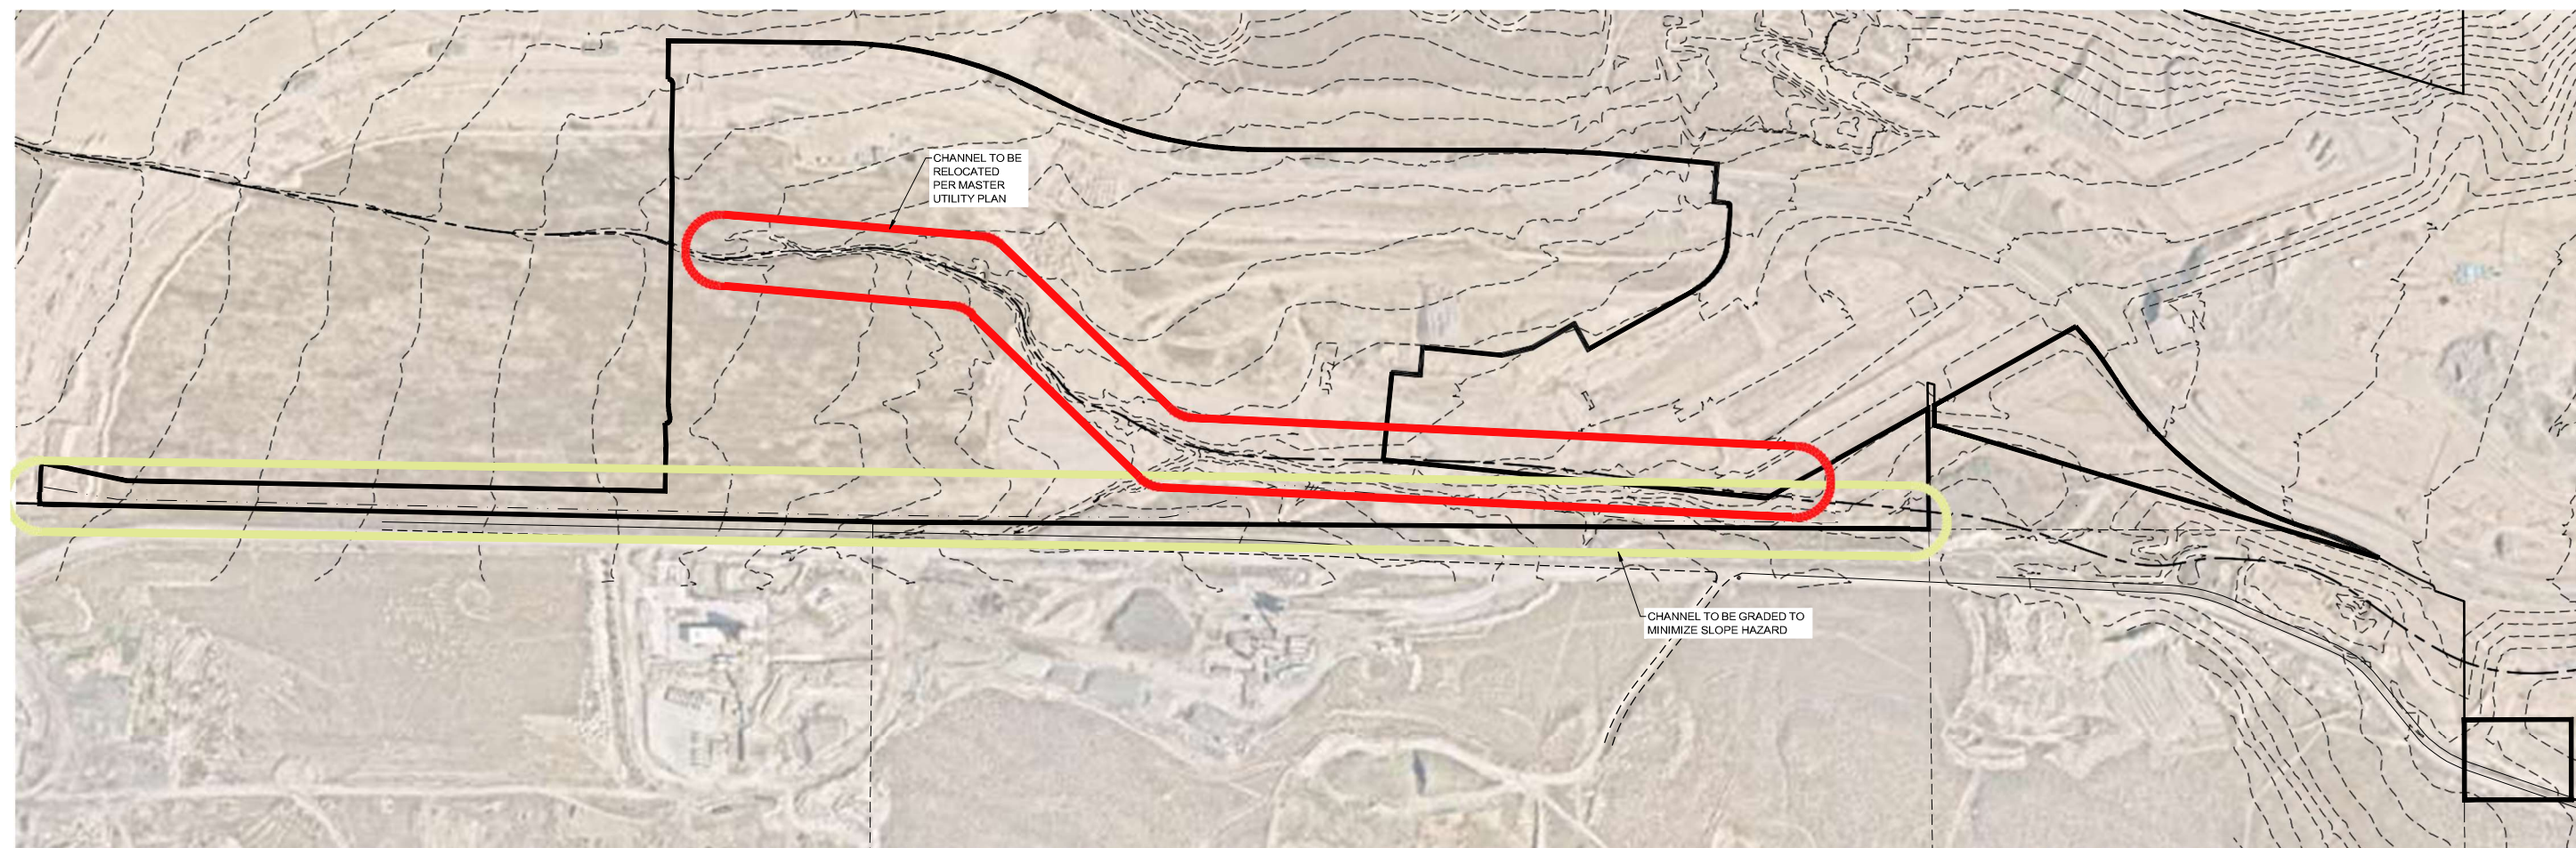 CHANNEL TO BE
RELOCATED
PER MASTER
UTILITY PLAN
CHANNEL TO BE GRADED TO
MINIMIZE SLOPE HAZARD